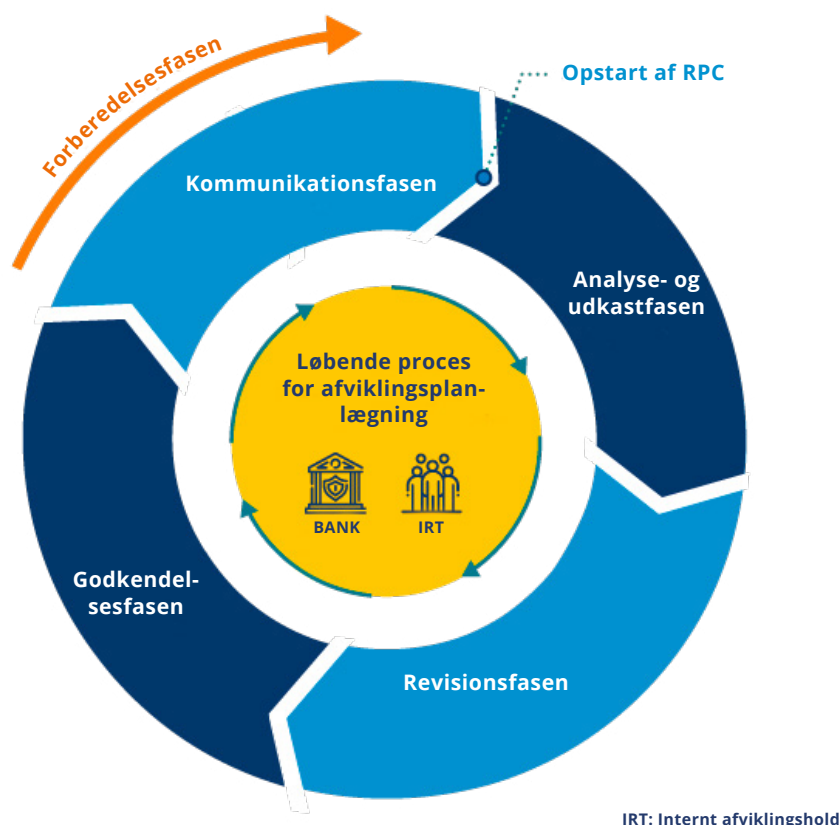 Forberedelsesfasen
Opstart af RPC
Kommunikationsfasen
Analyse- og
udkastfasen
Løbende proces
for afviklingsplan-
lægning
BANK
IRT
Godkendel-
sesfasen
Revisionsfasen
IRT: Internt afviklingshold